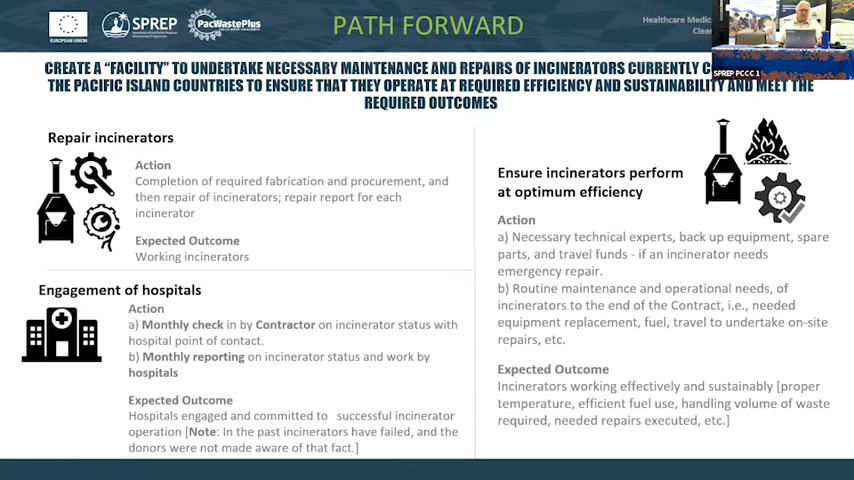 EUROPEAN UNION
SPREP
PacWastePlus
PATH FORWARD
Healthcare Medic
Clean
SPREP PCCC 1
CREATE A “FACILITY” TO UNDERTAKE NECESSARY MAINTENANCE AND REPAIRS OF INCINERATORS CURRENTLY
THE PACIFIC ISLAND COUNTRIES TO ENSURE THAT THEY OPERATE AT REQUIRED EFFICIENCY AND SUSTAINABILITY AND MEET THE
REQUIRED OUTCOMES
Repair incinerators
Action
Completion of required fabrication and procurement, and
then repair of incinerators; repair report for each
incinerator
Expected Outcome
Working incinerators
Engagement of hospitals
Action
a) Monthly check in by Contractor on incinerator status with
hospital point of contact.
b) Monthly reporting on incinerator status and work by
hospitals
Expected Outcome
Hospitals engaged and committed to successful incinerator
operation [Note: In the past incinerators have failed, and the
donors were not made aware of that fact.]
Ensure incinerators perform
at optimum efficiency
Action
a) Necessary technical experts, back up equipment, spare
parts, and travel funds - if an incinerator needs
emergency repair.
b) Routine maintenance and operational needs, of
incinerators to the end of the Contract, i.e., needed
equipment replacement, fuel, travel to undertake on-site
repairs, etc.
Expected Outcome
Incinerators working effectively and sustainably [proper
temperature, efficient fuel use, handling volume of waste
required, needed repairs executed, etc.]